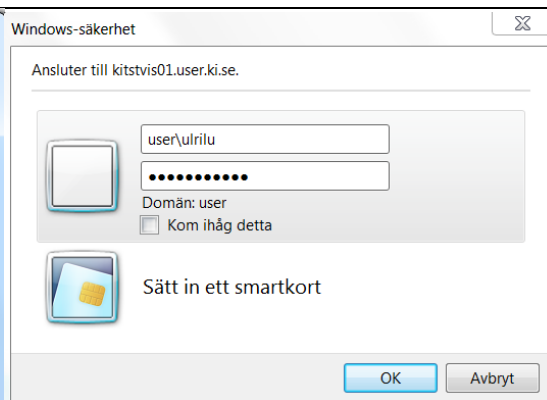 Windows-säkerhet
Ansluter till kitstvis01.user.ki.se.
user\ulrilu
●●●●●●●●●●●
Domän: user
Kom ihåg detta
Sätt in ett smartkort
OK Avbryt